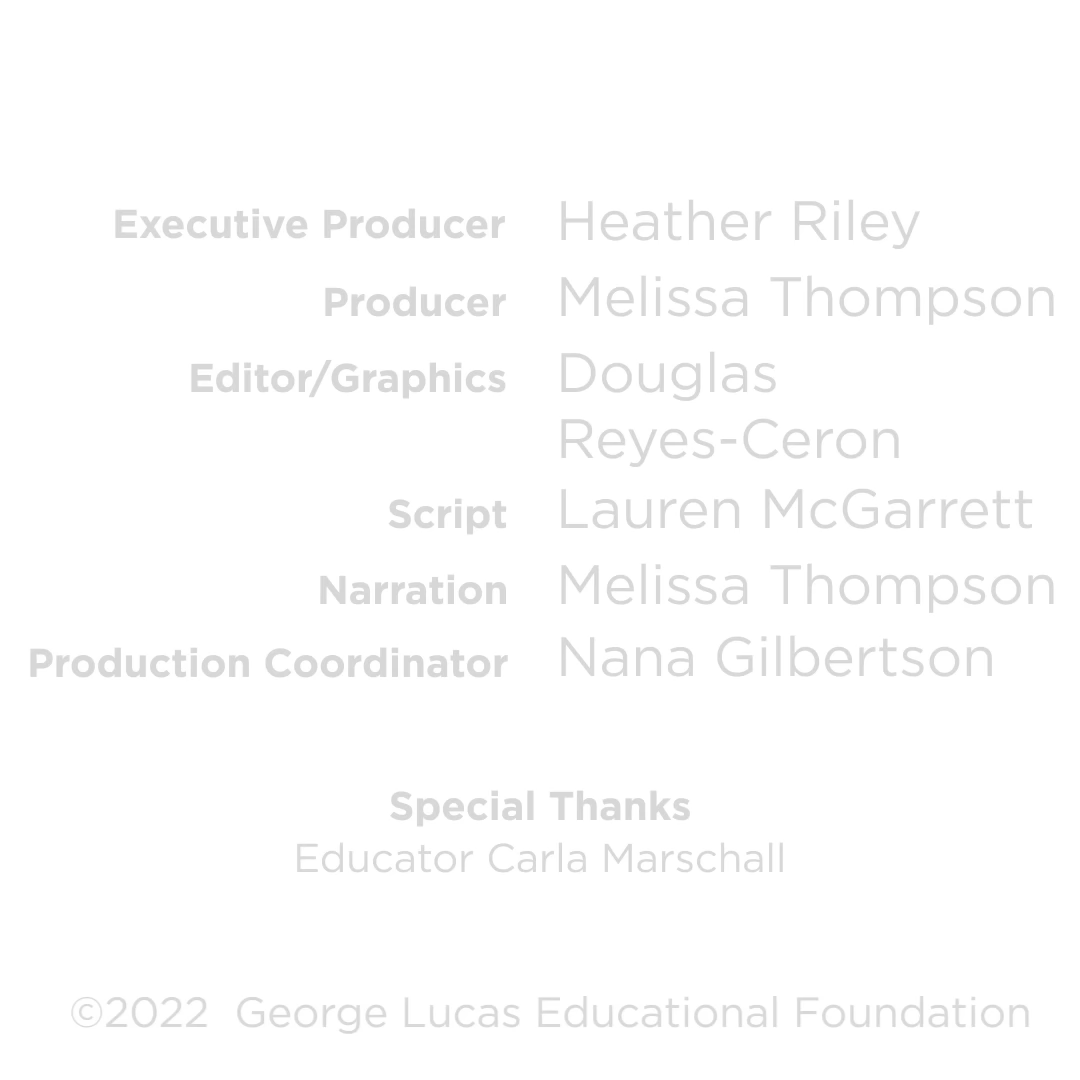 Executive Producer Heather Riley
Producer Melissa Thompson
Editor/Graphics Douglas
Reyes-Ceron
Script Lauren McGarrett
Narration Melissa Thompson
Production Coordinator Nana Gilbertson
Special Thanks
Educator Carla Marschall
©2022 George Lucas Educational Foundation